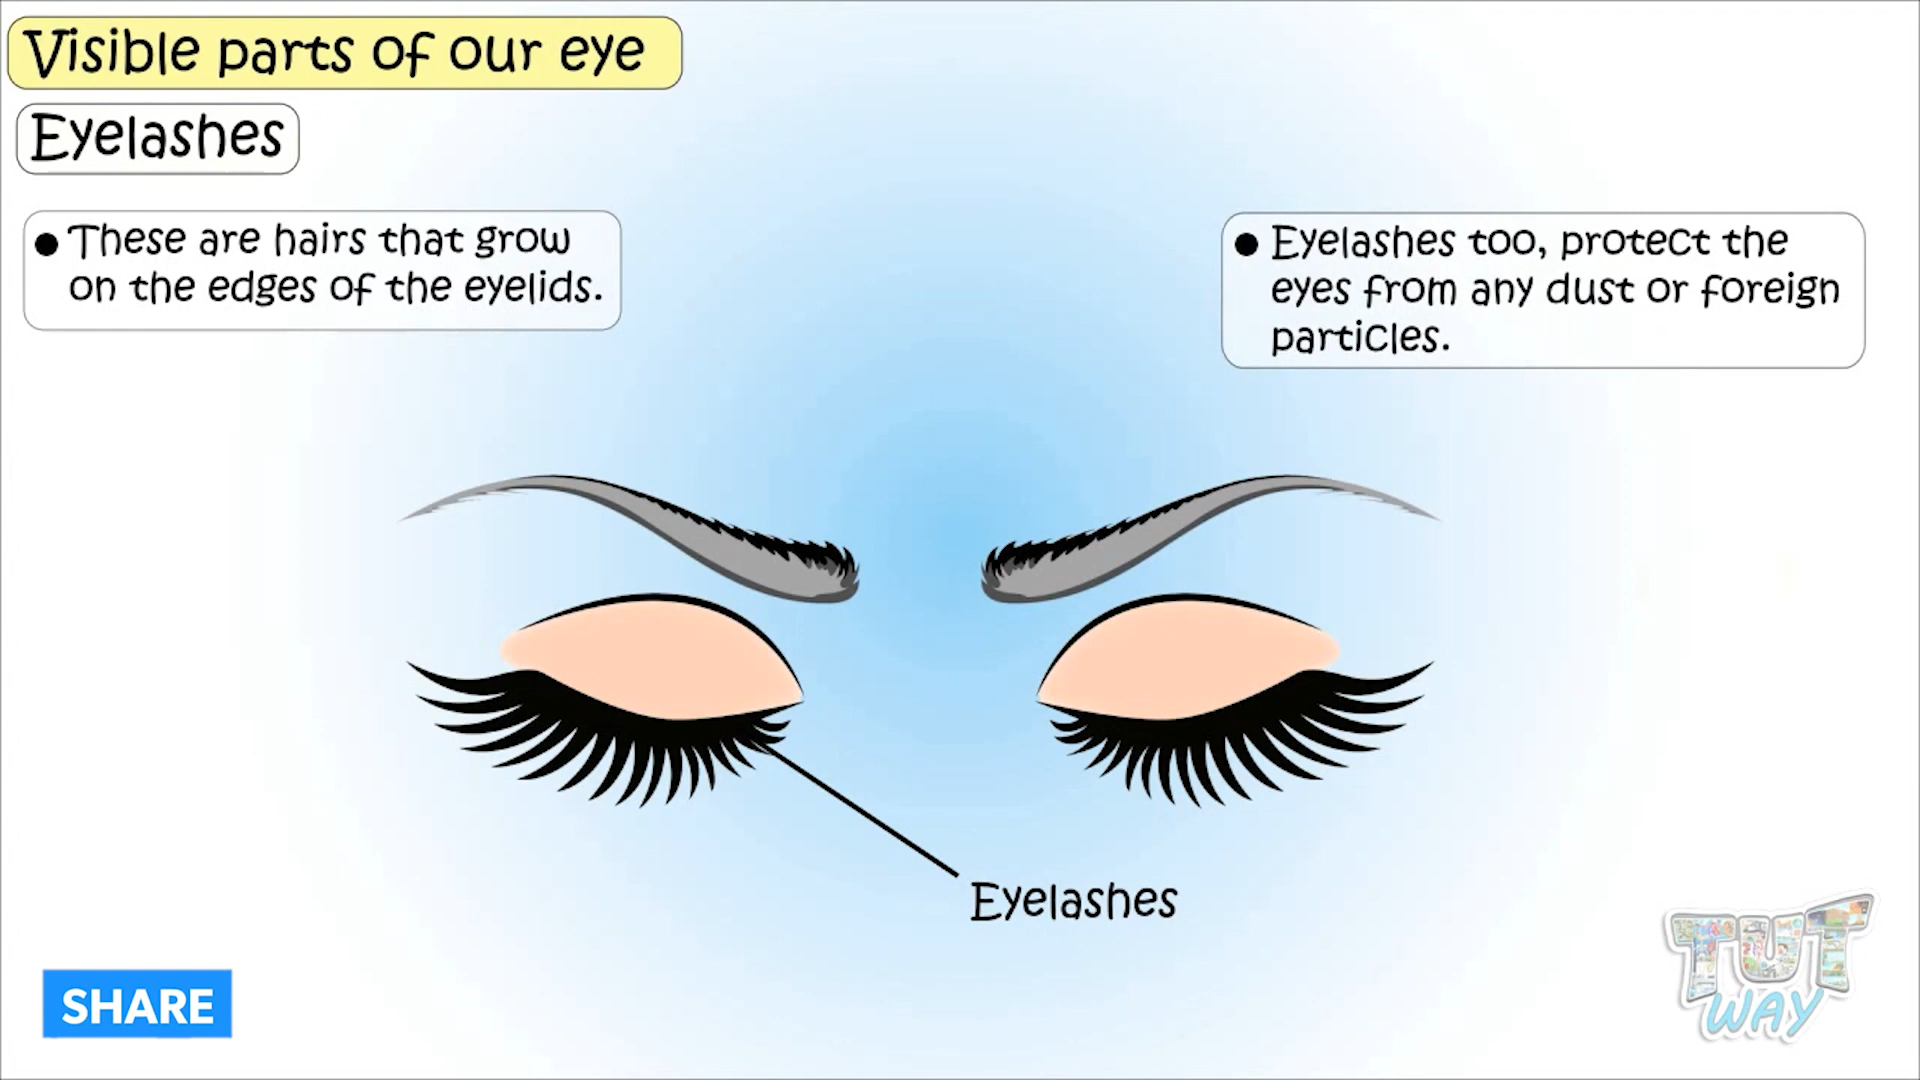 Visible parts of our eye
Eyelashes
● These are hairs that grow
on the edges of the eyelids.
● Eyelashes too, protect the
eyes from any dust or foreign
particles.
Eyelashes
SHARE
TUT
WAY